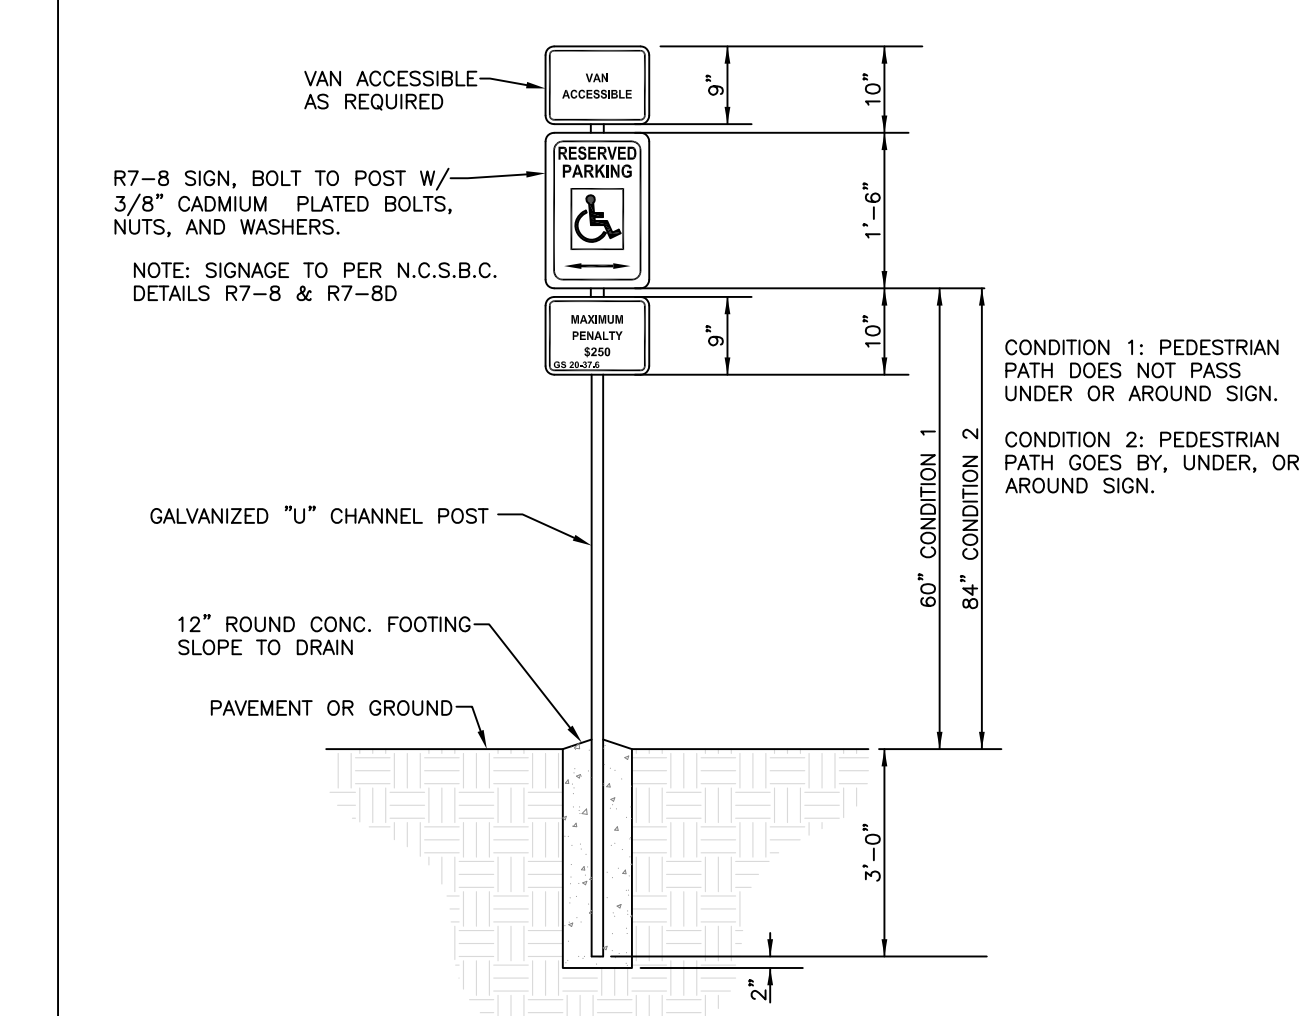 VAN ACCESSIBLE
AS REQUIRED
VAN
ACCESSIBLE
9"
10"
R7-8 SIGN, BOLT TO POST W/
3/8" CADMIUM PLATED BOLTS,
NUTS, AND WASHERS.
RESERVED
PARKING
1'-6"
NOTE: SIGNAGE TO PER N.C.S.B.C.
DETAILS R7-8 & R7-8D
MAXIMUM
PENALTY
$250
GS 20-37.6
9"
10"
CONDITION 1: PEDESTRIAN
PATH DOES NOT PASS
UNDER OR AROUND SIGN.
CONDITION 2: PEDESTRIAN
PATH GOES BY, UNDER, OR
AROUND SIGN.
60" CONDITION 1
84" CONDITION 2
GALVANIZED "U" CHANNEL POST
12" ROUND CONC. FOOTING
SLOPE TO DRAIN
PAVEMENT OR GROUND
3'-0"
2"